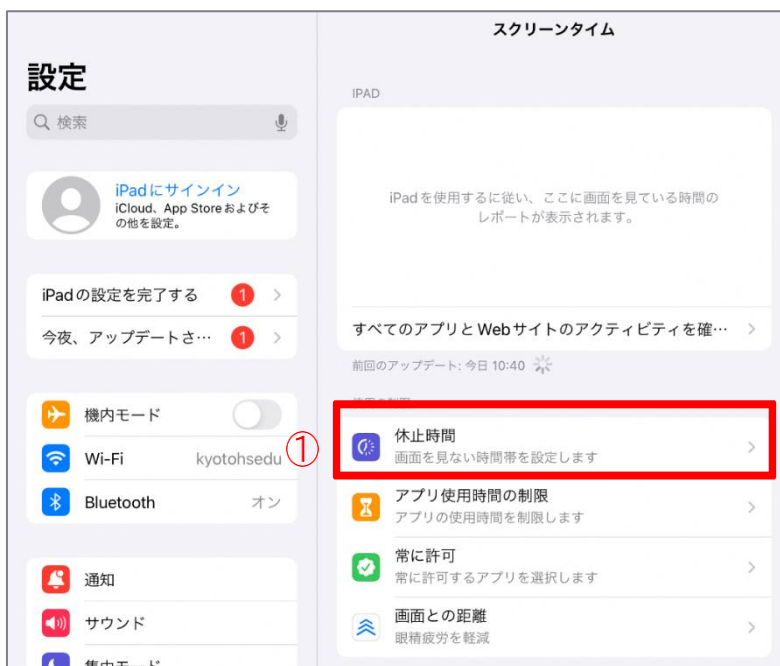 スクリーンタイム
設定
検索
iPadにサインイン
iCloud、App Storeおよびそ
の他を設定。
iPadの設定を完了する 1
今夜、アップデートさ… 1
機内モード
Wi-Fi kyotohsedu
Bluetooth オン
通知
サウンド
集中モード
IPAD
iPadを使用するに従い、ここに画面を見ている時間の
レポートが表示されます。
すべてのアプリとWebサイトのアクティビティを確…
前回のアップデート: 今日 10:40
①
休止時間
画面を見ない時間帯を設定します
アプリ使用時間の制限
アプリの使用時間を制限します
常に許可
常に許可するアプリを選択します
画面との距離
眼精疲労を軽減